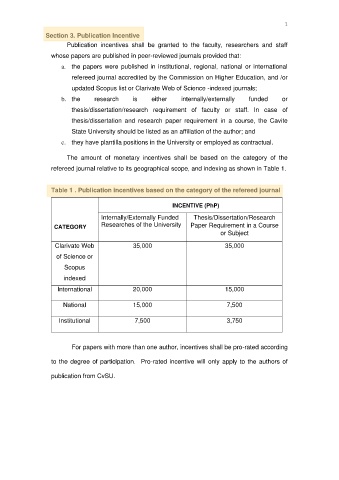 1
Section 3. Publication Incentive
Publication incentives shall be granted to the faculty, researchers and staff
whose papers are published in peer-reviewed journals provided that:
a. the papers were published in institutional, regional, national or international
refereed journal accredited by the Commission on Higher Education, and /or
updated Scopus list or Clarivate Web of Science -indexed journals;
b. the research is either internally/externally funded or
thesis/dissertation/research requirement of faculty or staff. In case of
thesis/dissertation and research paper requirement in a course, the Cavite
State University should be listed as an affiliation of the author; and
c. they have plantilla positions in the University or employed as contractual.
The amount of monetary incentives shall be based on the category of the
refereed journal relative to its geographical scope, and indexing as shown in Table 1.
Table 1 . Publication incentives based on the category of the refereed journal
INCENTIVE (PhP)
CATEGORY
Internally/Externally Funded
Researches of the University
Thesis/Dissertation/Research
Paper Requirement in a Course
or Subject
Clarivate Web
of Science or
Scopus
indexed
35,000
35,000
International
20,000
15,000
National
15,000
7,500
Institutional
7,500
3,750
For papers with more than one author, incentives shall be pro-rated according
to the degree of participation. Pro-rated incentive will only apply to the authors of
publication from CvSU.